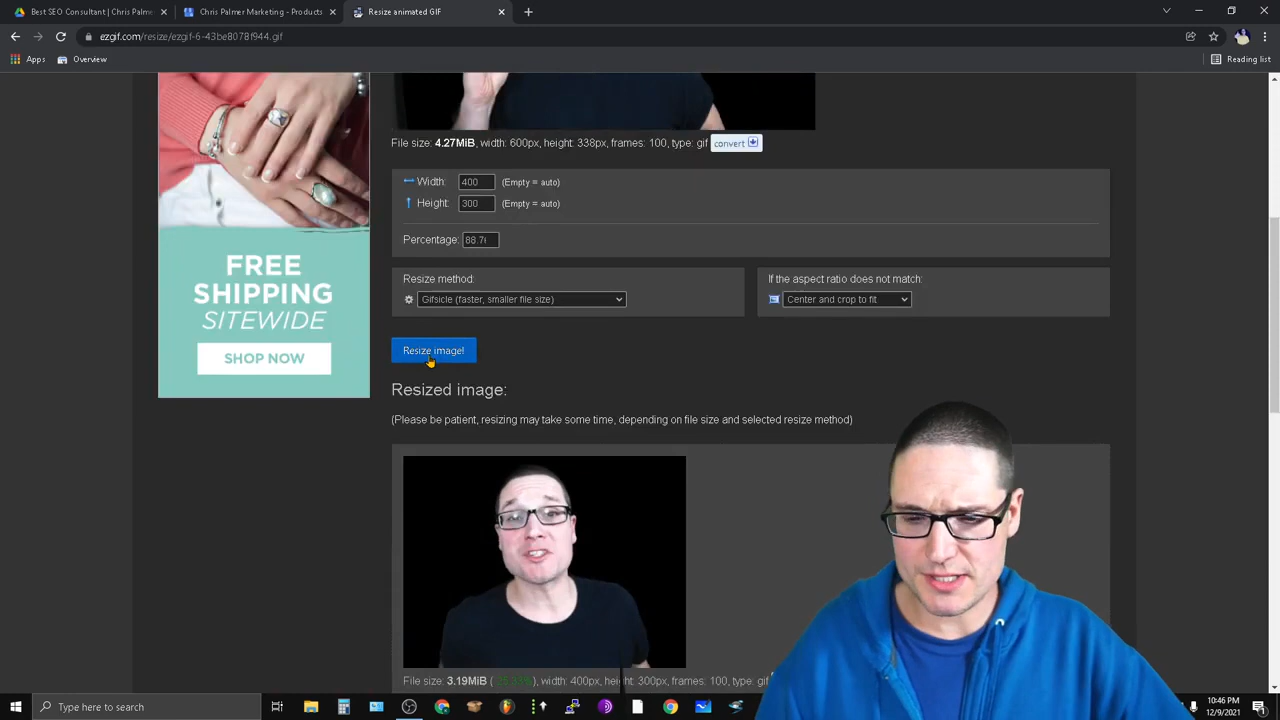 Best SEO Consultant | Chris Palme
Chris Palmer Marketing - Products
Resize animated GIF
ezgif.com/resize/ezgif-6-43be8078f944.gif
Apps
Overview
Reading list
File size: 4.27MiB, width: 600px, height: 338px, frames: 100, type: gif
convert
Width: 400 (Empty = auto)
Height: 300 (Empty = auto)
Percentage: 88.76
Resize method:
Gifsicle (faster, smaller file size)
If the aspect ratio does not match:
Center and crop to fit
FREE
SHIPPING
SITEWIDE
SHOP NOW
Resize image!
Resized image:
(Please be patient, resizing may take some time, depending on file size and selected resize method)
File size: 3.19MiB ( width: 400px, height: 300px, frames: 100, type: gif
Type here to search
10:46 PM
12/9/2021